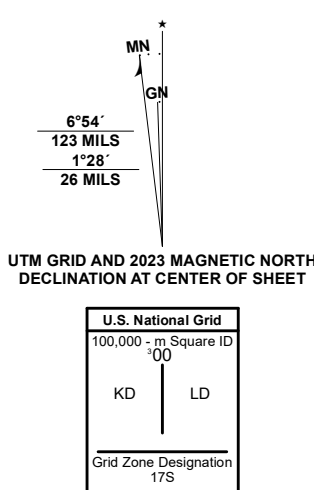 ★
MN
GN
6°54´
123 MILS
1°28´
26 MILS
UTM GRID AND 2023 MAGNETIC NORTH
DECLINATION AT CENTER OF SHEET
U.S. National Grid
100,000 - m Square ID
³00
KD LD
Grid Zone Designation
17S